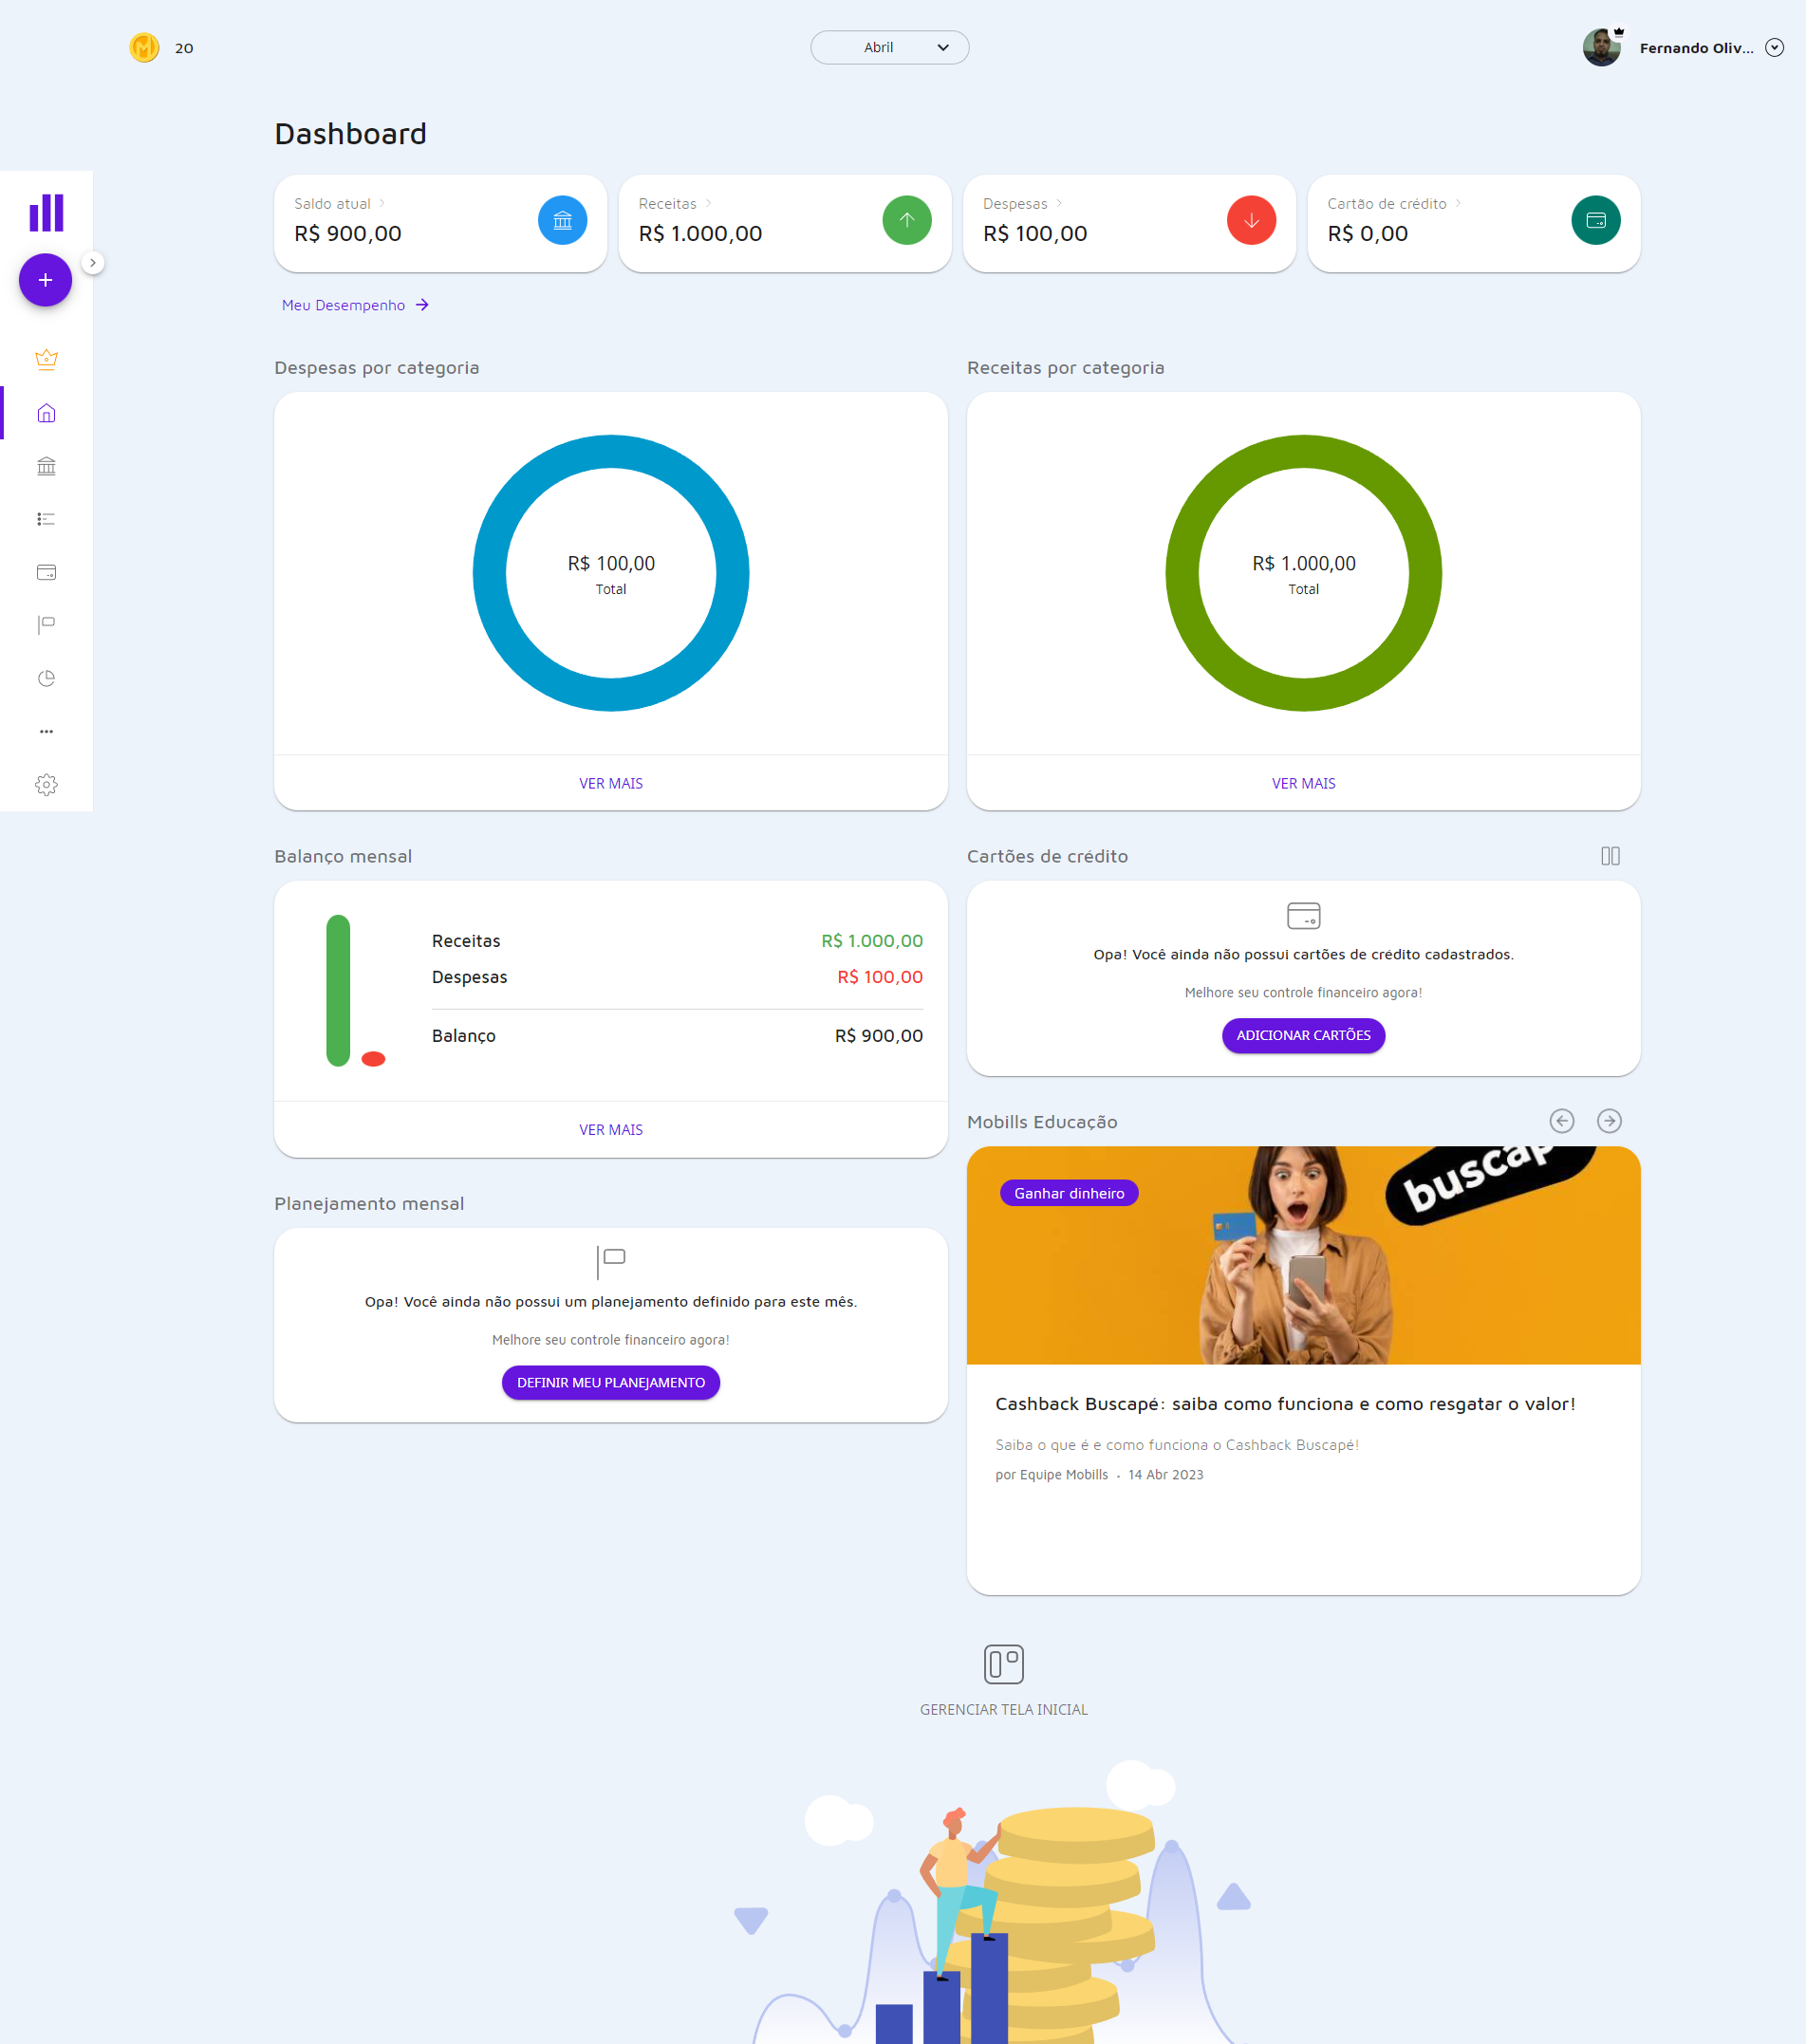 20
Abril
Fernando Oliv...
Dashboard
Saldo atual
R$ 900,00
Receitas
R$ 1.000,00
Despesas
R$ 100,00
Cartão de crédito
R$ 0,00
Meu Desempenho
Despesas por categoria
R$ 100,00
Total
VER MAIS
Receitas por categoria
R$ 1.000,00
Total
VER MAIS
Balanço mensal
Receitas R$ 1.000,00
Despesas R$ 100,00
Balanço R$ 900,00
VER MAIS
Cartões de crédito
Opa! Você ainda não possui cartões de crédito cadastrados.
Melhore seu controle financeiro agora!
ADICIONAR CARTÕES
Planejamento mensal
Opa! Você ainda não possui um planejamento definido para este mês.
Melhore seu controle financeiro agora!
DEFINIR MEU PLANEJAMENTO
Mobills Educação
Ganhar dinheiro
buscap
Cashback Buscapé: saiba como funciona e como resgatar o valor!
Saiba o que é e como funciona o Cashback Buscapé!
por Equipe Mobills • 14 Abr 2023
GERENCIAR TELA INICIAL